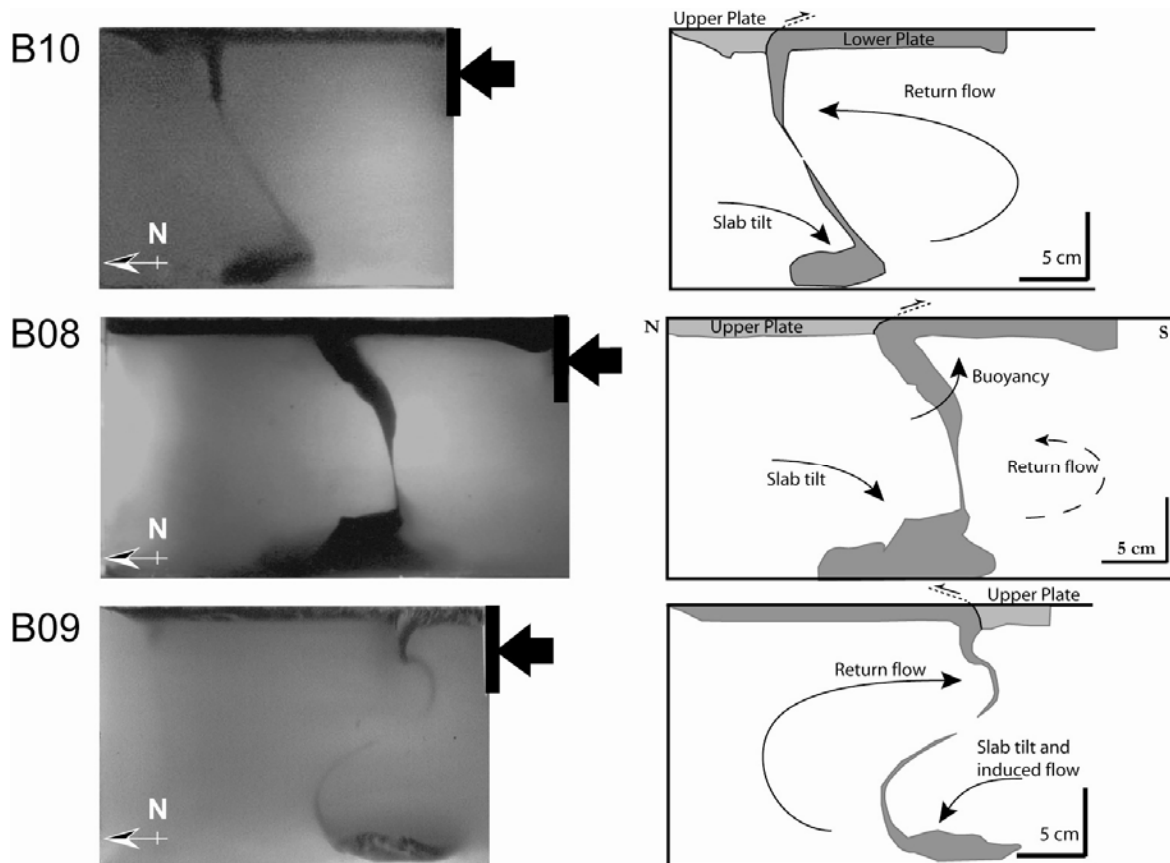 B10
N
Upper Plate
Lower Plate
Return flow
Slab tilt
5 cm
B08
N
N
Upper Plate
S
Buoyancy
Slab tilt
Return flow
5 cm
B09
N
Upper Plate
Return flow
Slab tilt and
induced flow
5 cm